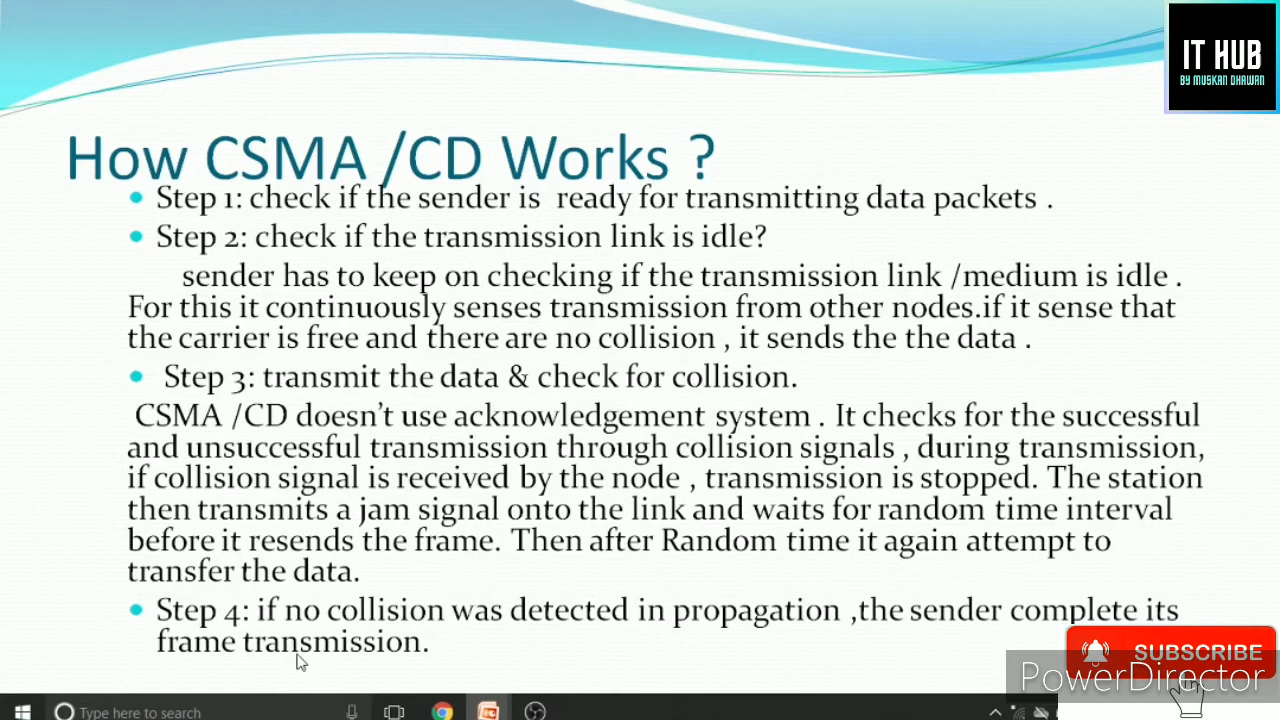 IT HUB
BY MUSKAN DHAWAN
How CSMA /CD Works ?
• Step 1: check if the sender is ready for transmitting data packets .
• Step 2: check if the transmission link is idle?
sender has to keep on checking if the transmission link /medium is idle .
For this it continuously senses transmission from other nodes.if it sense that
the carrier is free and there are no collision , it sends the the data .
• Step 3: transmit the data & check for collision.
CSMA /CD doesn't use acknowledgement system . It checks for the successful
and unsuccessful transmission through collision signals , during transmission,
if collision signal is received by the node , transmission is stopped. The station
then transmits a jam signal onto the link and waits for random time interval
before it resends the frame. Then after Random time it again attempt to
transfer the data.
• Step 4: if no collision was detected in propagation ,the sender complete its
frame transmission.
SUBSCRIBE
PowerDirector
Type here to search